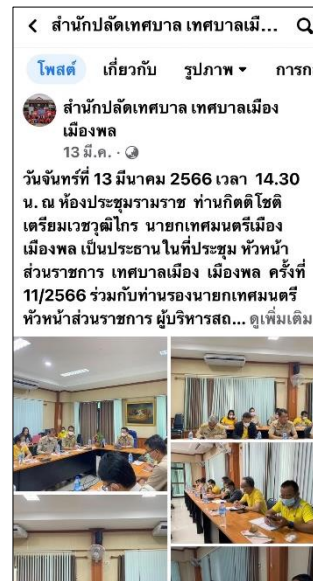 สำนักปลัดเทศบาล เทศบาลเมื...
โพสต์ เกี่ยวกับ รูปภาพ การก
สำนักปลัดเทศบาล เทศบาลเมือง
เมืองพล
13 มี.ค.
วันจันทร์ที่ 13 มีนาคม 2566 เวลา 14.30
น. ณ ห้องประชุมรามราช ท่านกิตติโชติ
เตรียมเวชวุฒิไกร นายกเทศมนตรีเมือง
เมืองพล เป็นประธานในที่ประชุม หัวหน้า
ส่วนราชการ เทศบาลเมือง เมืองพล ครั้งที่
11/2566 ร่วมกับท่านรองนายกเทศมนตรี
หัวหน้าส่วนราชการ ผู้บริหารสถ... ดูเพิ่มเติม